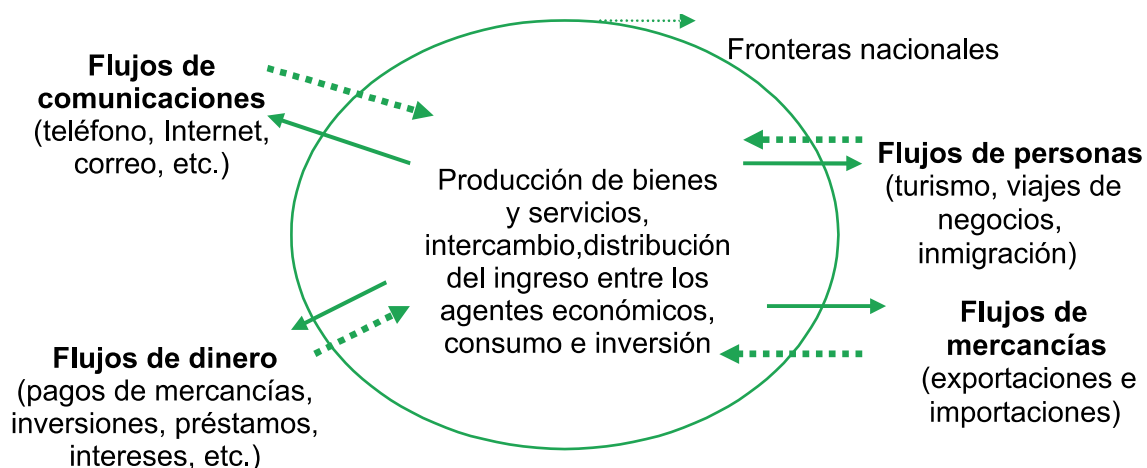 Fronteras nacionales
Flujos de
comunicaciones
(teléfono, Internet,
correo, etc.)
Flujos de personas
(turismo, viajes de
negocios,
inmigración)
Producción de bienes
y servicios,
intercambio,distribución
del ingreso entre los
agentes económicos,
consumo e inversión
Flujos de dinero
(pagos de mercancías,
inversiones, préstamos,
intereses, etc.)
Flujos de
mercancías
(exportaciones e
importaciones)